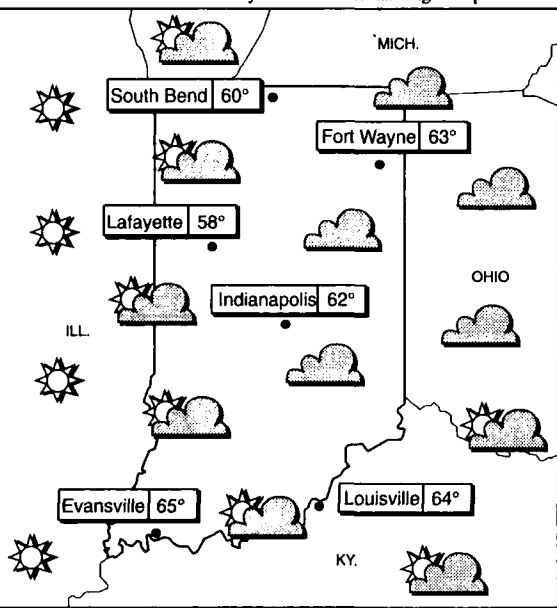 MICH.
South Bend 60°
Fort Wayne 63°
Lafayette 58°
OHIO
Indianapolis 62°
ILL.
Evansville 65°
Louisville 64°
KY.